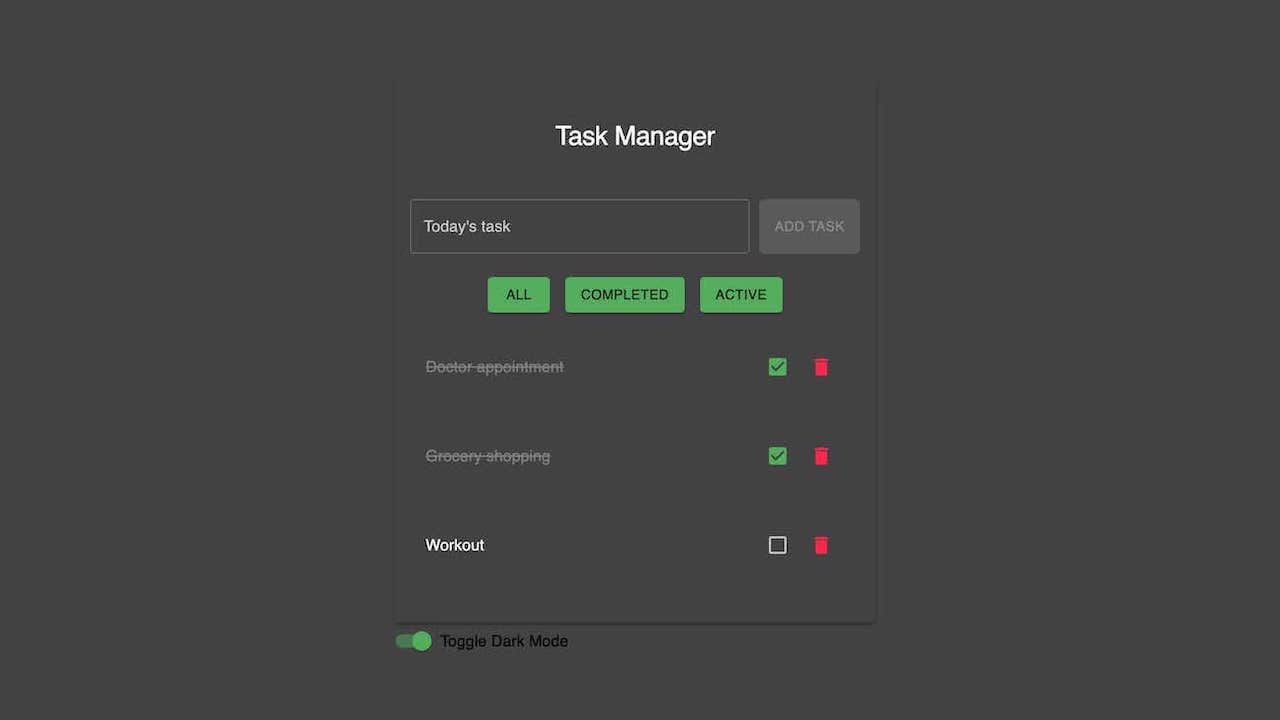 Task Manager
Today's task
ADD TASK
ALL
COMPLETED
ACTIVE
Doctor appointment
Grocery shopping
Workout
Toggle Dark Mode